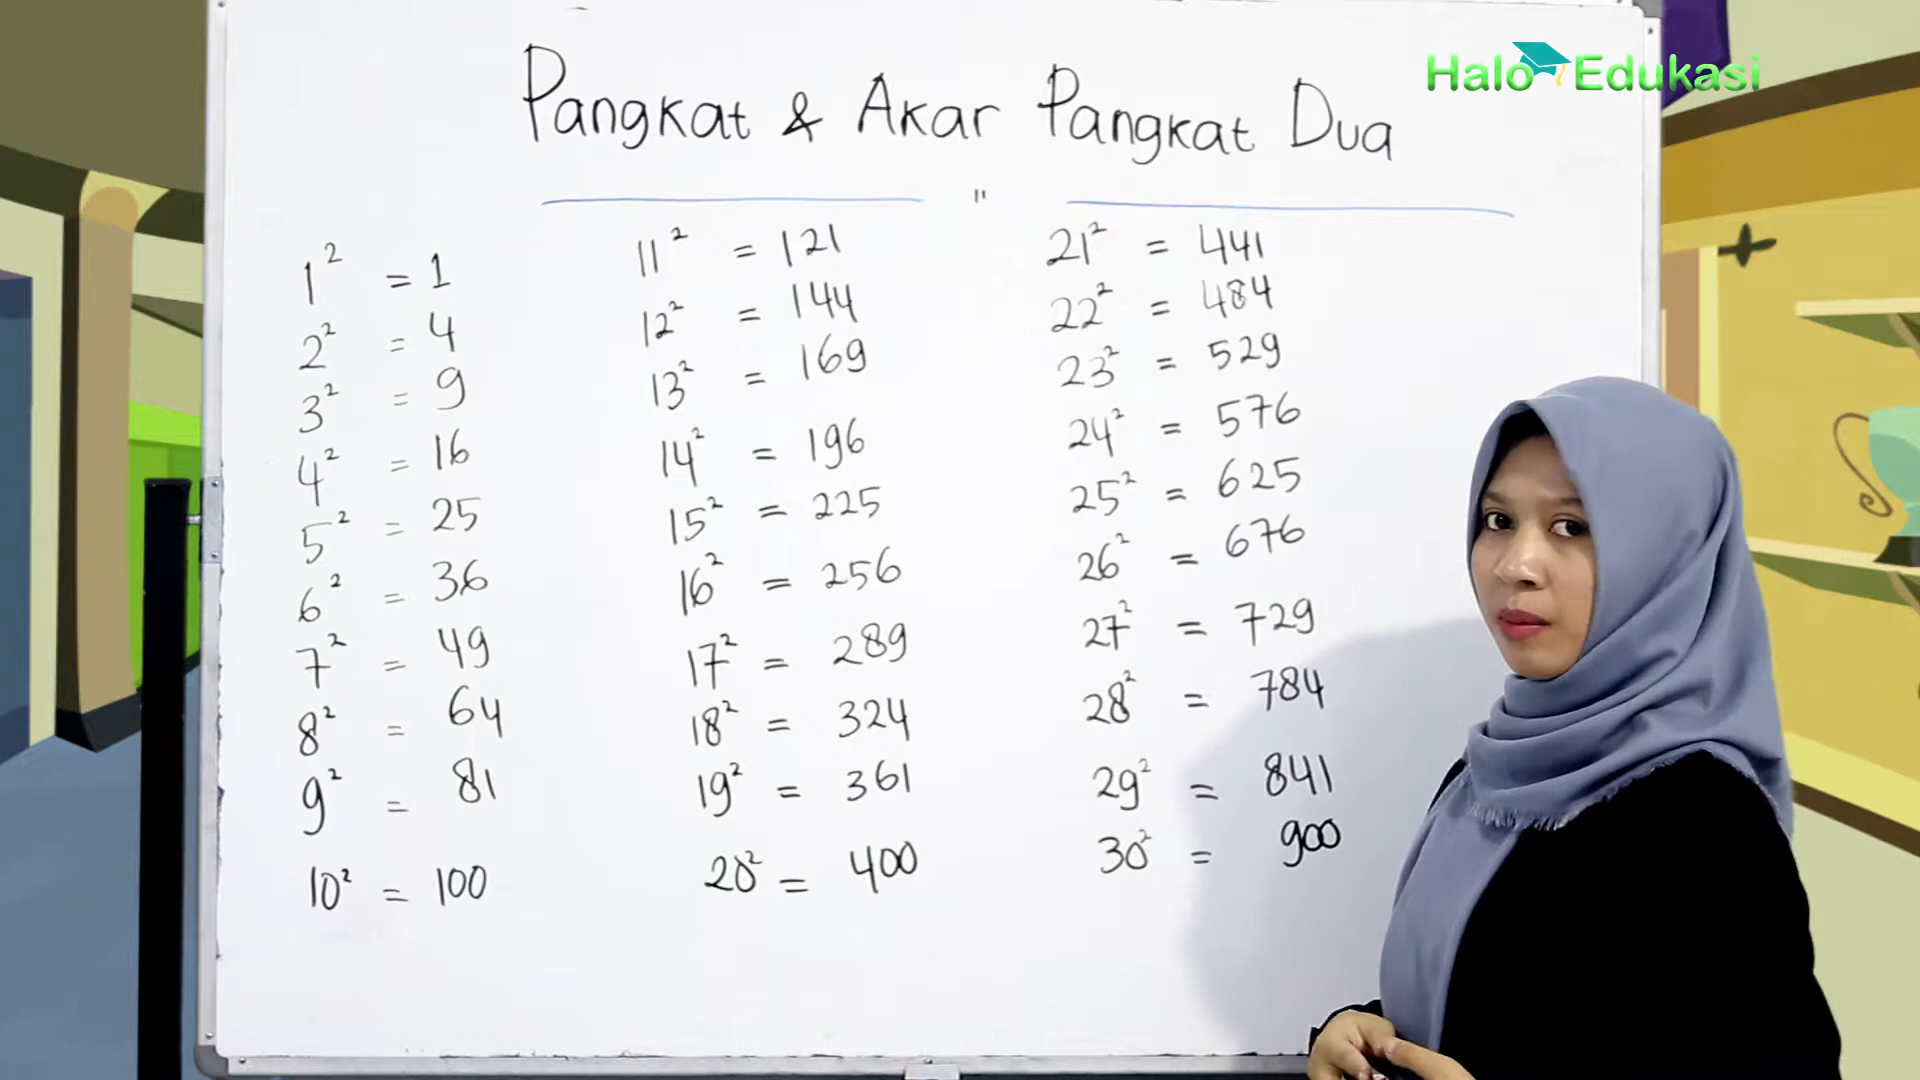 Halo Edukasi
Pangkat & Akar Pangkat Dua
"
1² = 1
2² = 4
3² = 9
4² = 16
5² = 25
6² = 36
7² = 49
8² = 64
9² = 81
10² = 100
11² = 121
12² = 144
13² = 169
14² = 196
15² = 225
16² = 256
17² = 289
18² = 324
19² = 361
20² = 400
21² = 441
22² = 484
23² = 529
24² = 576
25² = 625
26² = 676
27² = 729
28² = 784
29² = 841
30² = 900